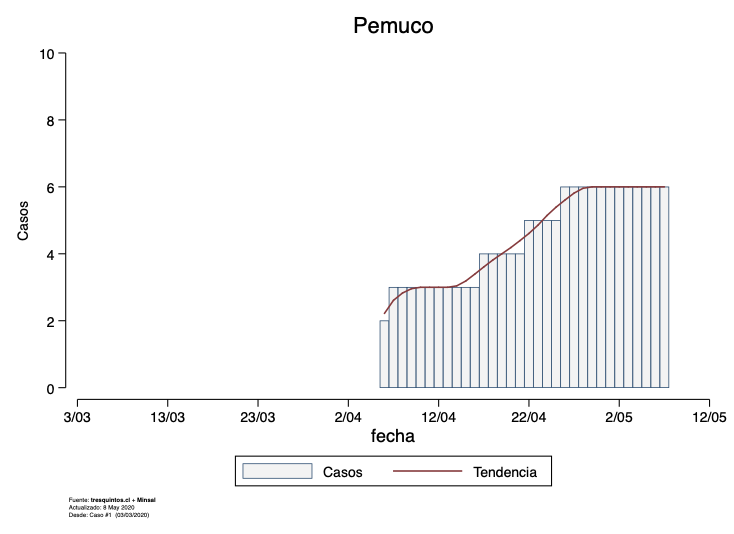 Pemuco
10
8
6
4
2
0
Casos
3/03 13/03 23/03 2/04 12/04 22/04 2/05 12/05
fecha
Casos Tendencia
Fuente: tresquintos.cl + Minsal
Actualizado: 8 May 2020
Desde: Caso #1 (03/03/2020)